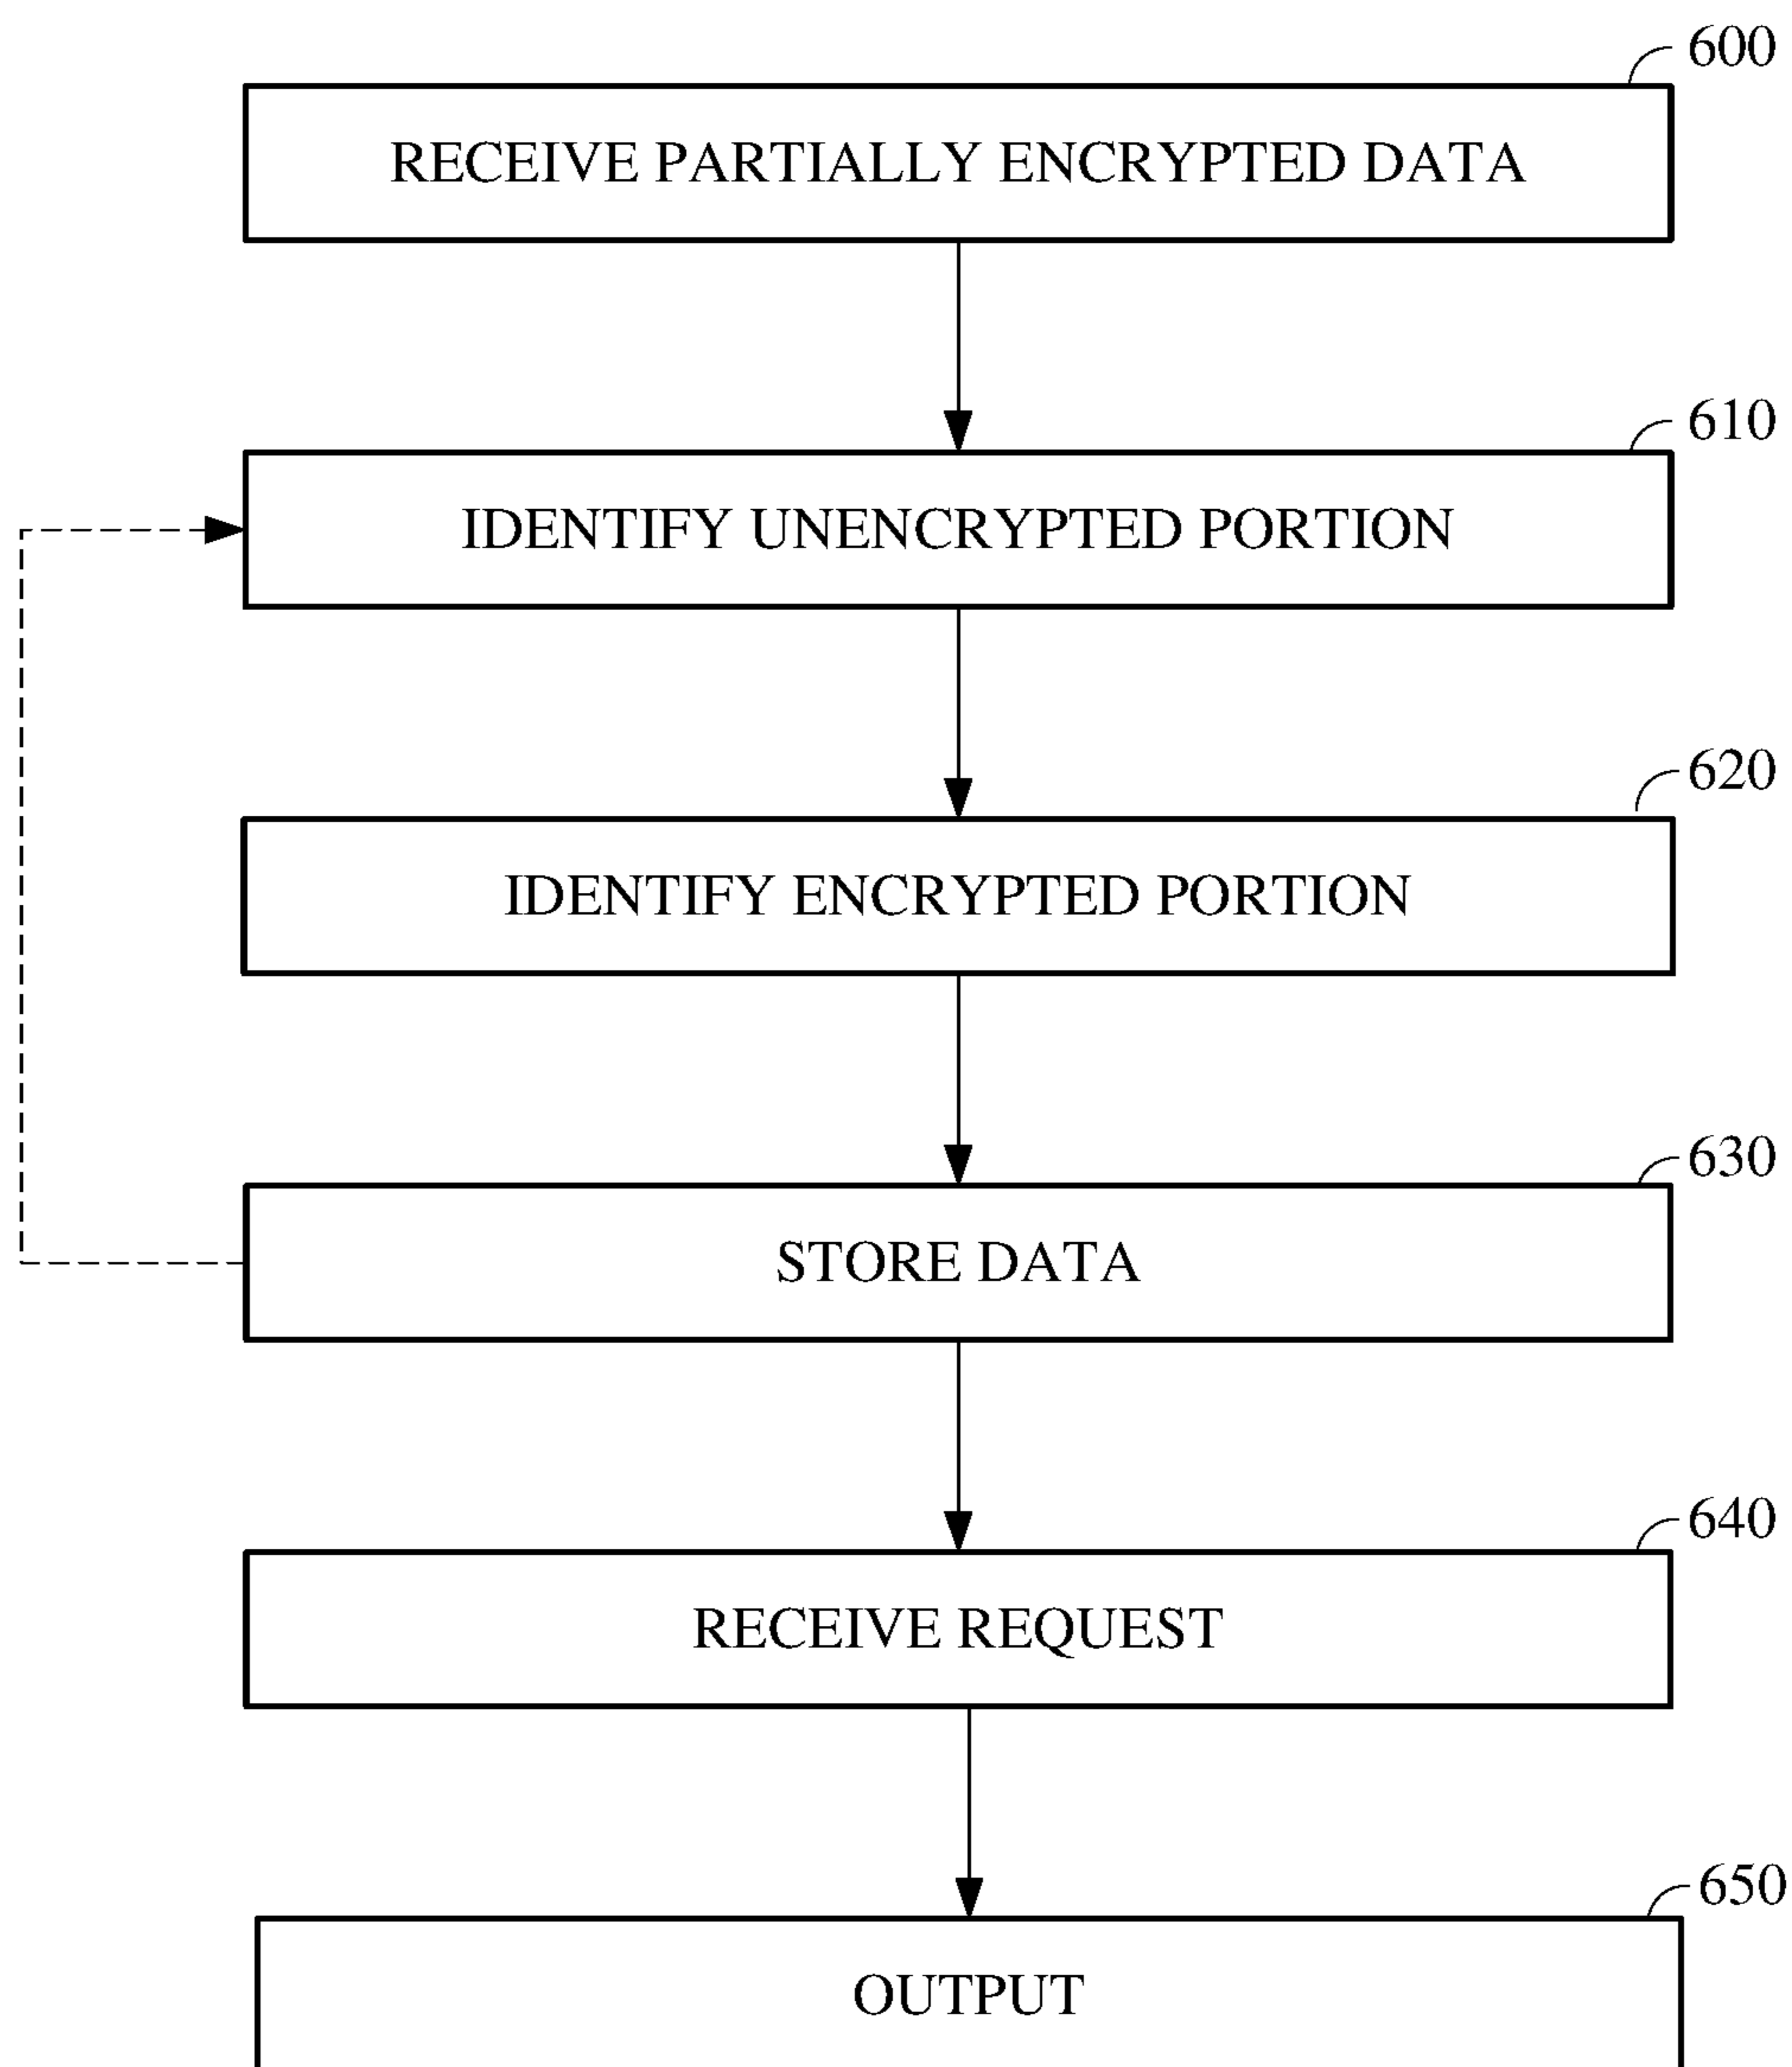 600
RECEIVE PARTIALLY ENCRYPTED DATA
610
IDENTIFY UNENCRYPTED PORTION
620
IDENTIFY ENCRYPTED PORTION
630
STORE DATA
640
RECEIVE REQUEST
650
OUTPUT